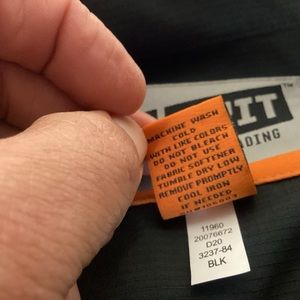 MACHINE WASH
COLD
WITH LIKE COLORS
DO NOT BLEACH
DO NOT USE
FABRIC SOFTENER
TUMBLE DRY LOW
REMOVE PROMPTLY
COOL IRON
IF NEEDED
11960
20076672
D20
3237-84
BLK